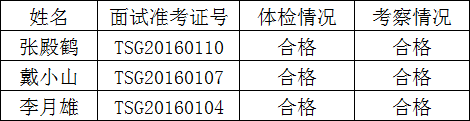 姓名 面试准考证号 体检情况 考察情况
张殿鹤 TSG20160110 合格 合格
戴小山 TSG20160107 合格 合格
李月雄 TSG20160104 合格 合格